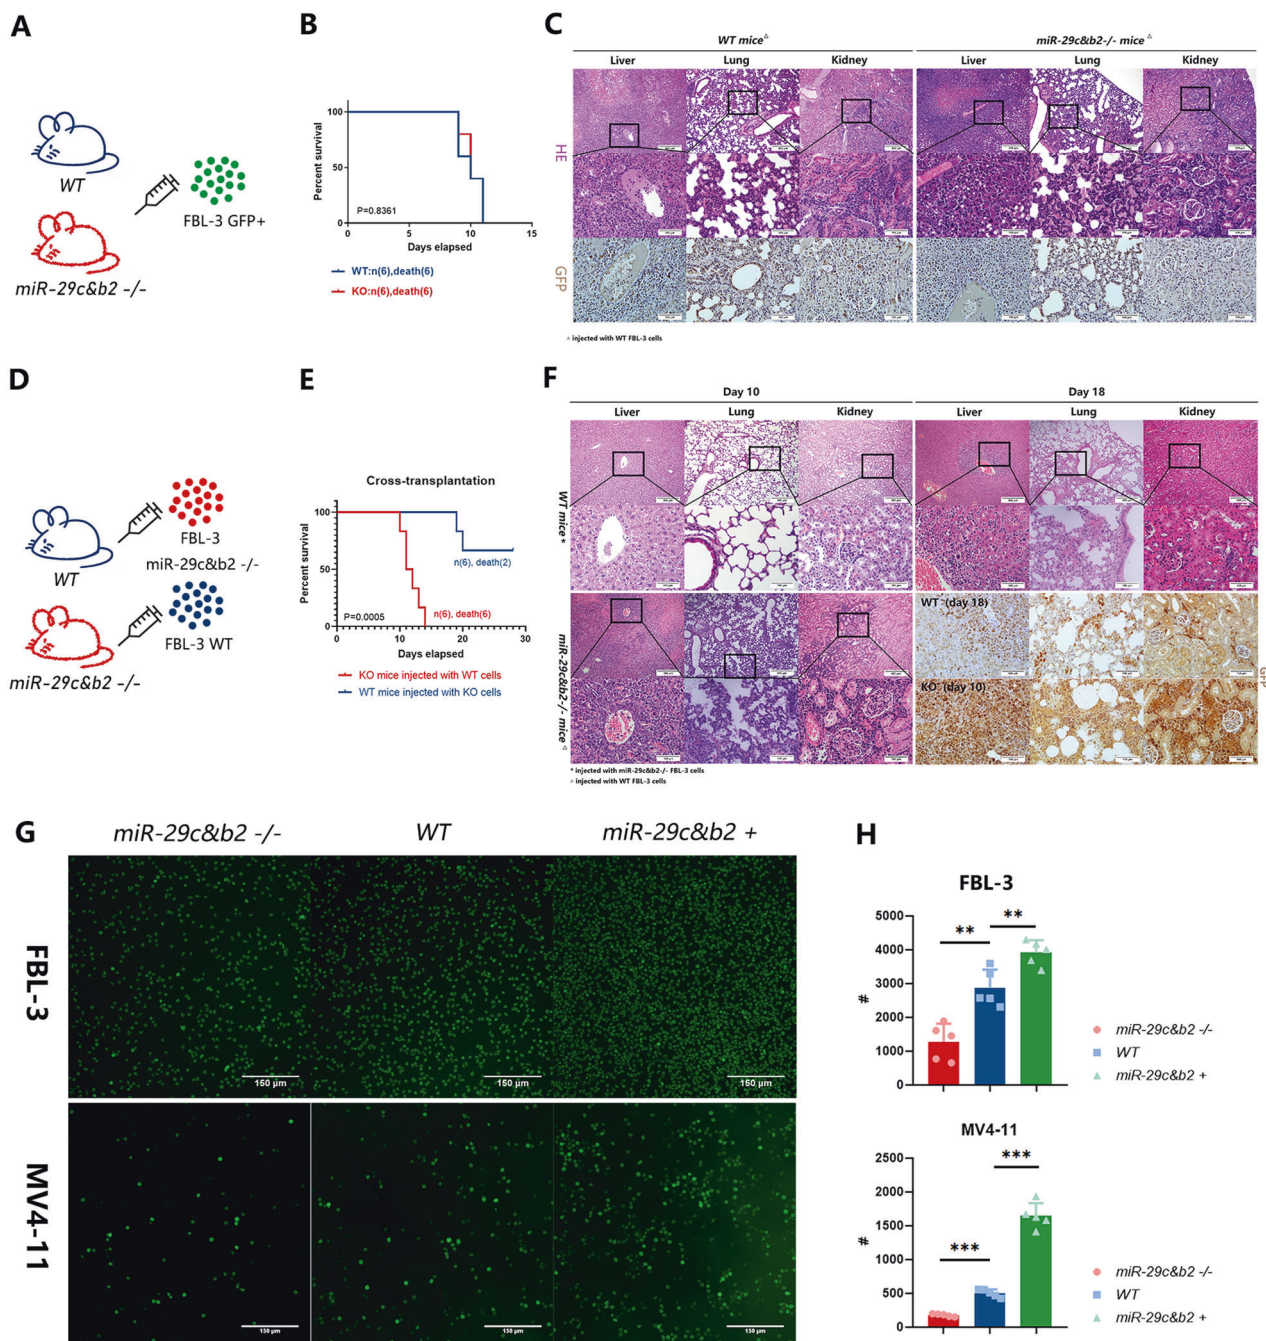 A
WT
miR-29c&b2 -/-
FBL-3 GFP+
B
Percent survival
100
50
0
P=0.8361
0 5 10 15
Days elapsed
WT:n(6),death(6)
KO:n(6),death(6)
C
WT mice△
miR-29c&b2-/- mice △
Liver Lung Kidney Liver Lung Kidney
HE
GFP
△ injected with WT FBL-3 cells
D
WT
FBL-3
miR-29c&b2 -/-
miR-29c&b2 -/-
FBL-3 WT
E
Cross-transplantation
Percent survival
100
50
0
n(6), death(2)
n(6). death(6)
P=0.0005
0 10 20 30
Days elapsed
KO mice injected with WT cells
WT mice injected with KO cells
F
Day 10 Day 18
Liver Lung Kidney Liver Lung Kidney
WT mice*
miR-29c&b2-/- mice △
WT (day 18)
KO (day 10)
GFP
* injected with miR-29c&b2-/- FBL-3 cells
△ injected with WT FBL-3 cells
G
miR-29c&b2 -/- WT miR-29c&b2 +
FBL-3
150 µm 150 µm 150 µm
MV4-11
150 µm 150 µm 150 µm
H
FBL-3
#
5000
4000
3000
2000
1000
0
** **
miR-29c&b2 -/-
WT
miR-29c&b2 +
MV4-11
#
2500
2000
1500
1000
500
0
*** ***
miR-29c&b2 -/-
WT
miR-29c&b2 +